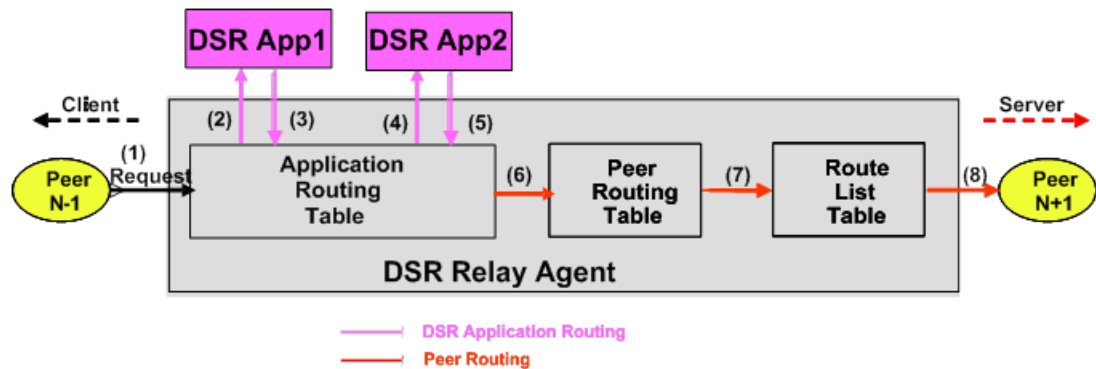 DSR App1
DSR App2
Client
Server
(2)
(3)
(4)
(5)
(1)
Request
Peer
N-1
Application
Routing
Table
(6)
Peer
Routing
Table
(7)
Route
List
Table
(8)
Peer
N+1
DSR Relay Agent
DSR Application Routing
Peer Routing